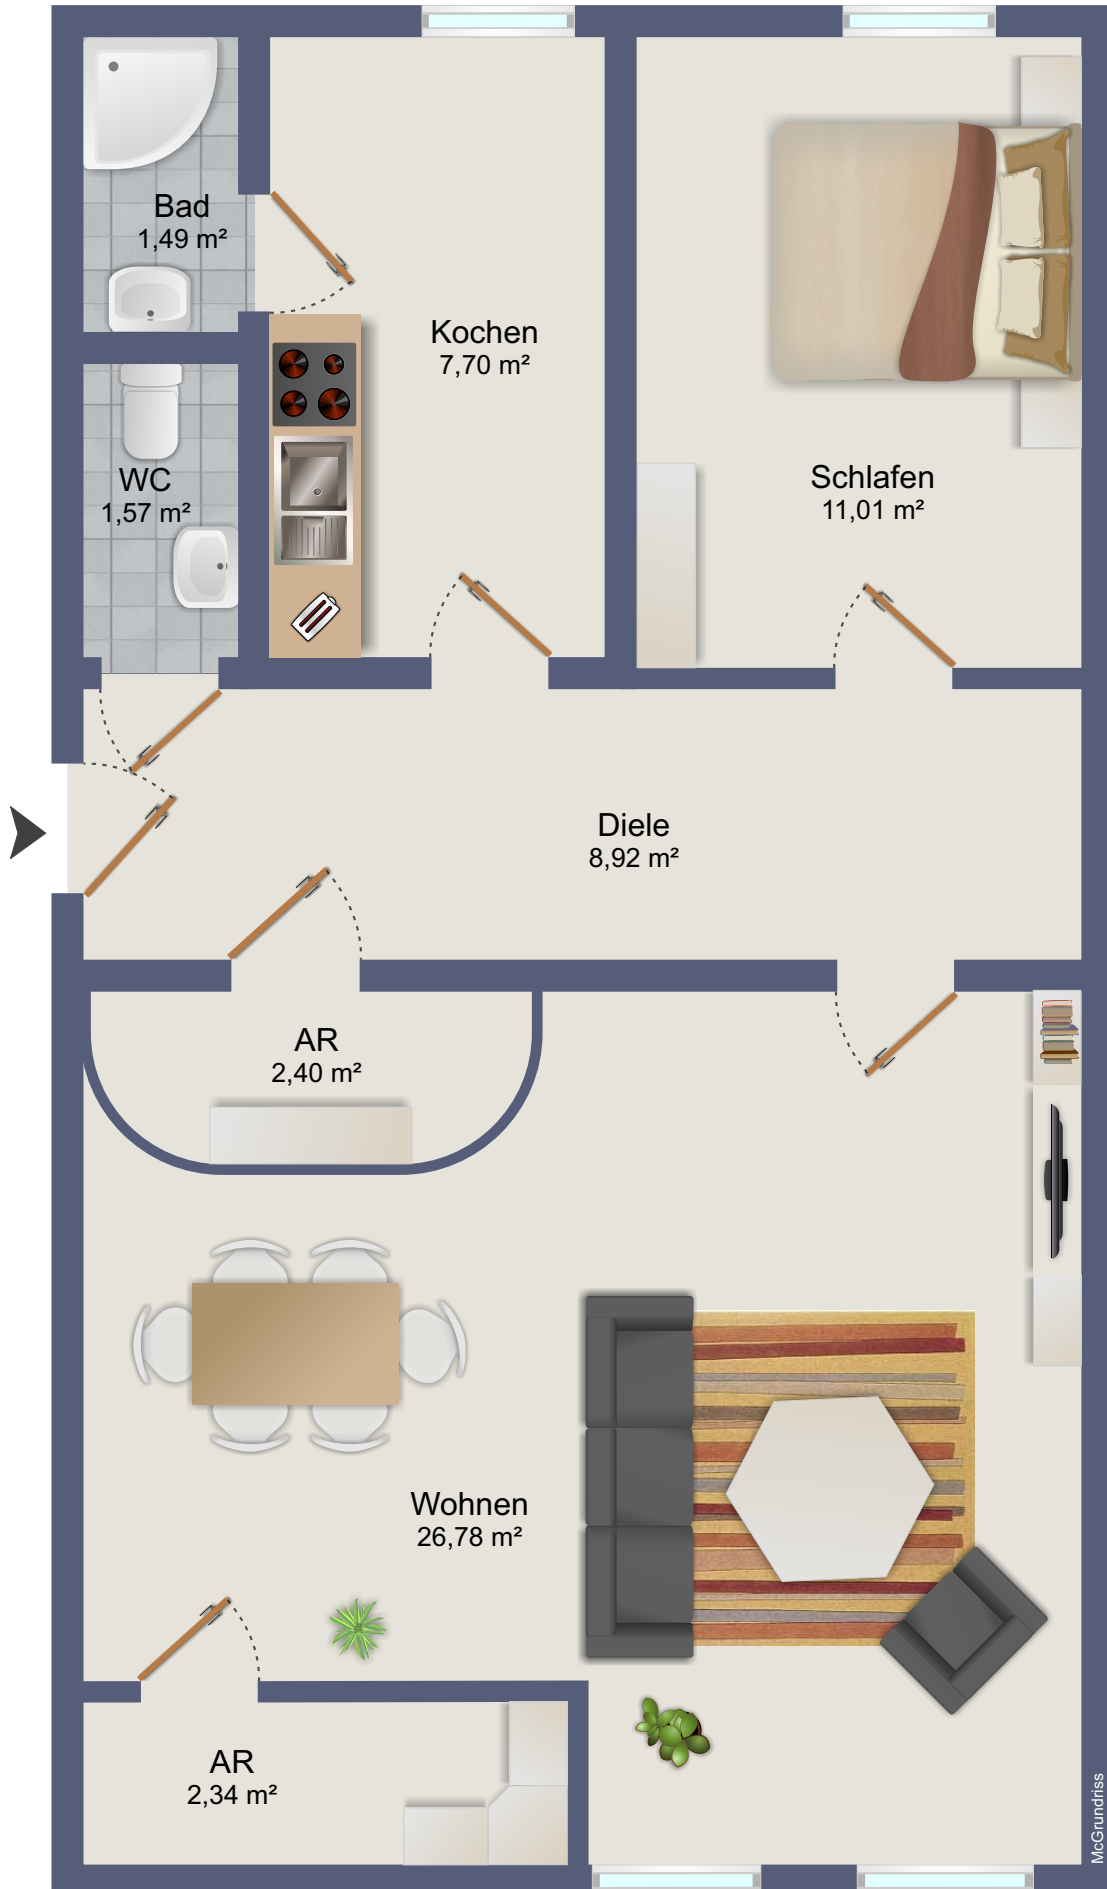 Bad
1,49 m²
Kochen
7,70 m²
WC
1,57 m²
Schlafen
11,01 m²
Diele
8,92 m²
AR
2,40 m²
Wohnen
26,78 m²
AR
2,34 m²
McGrundriss